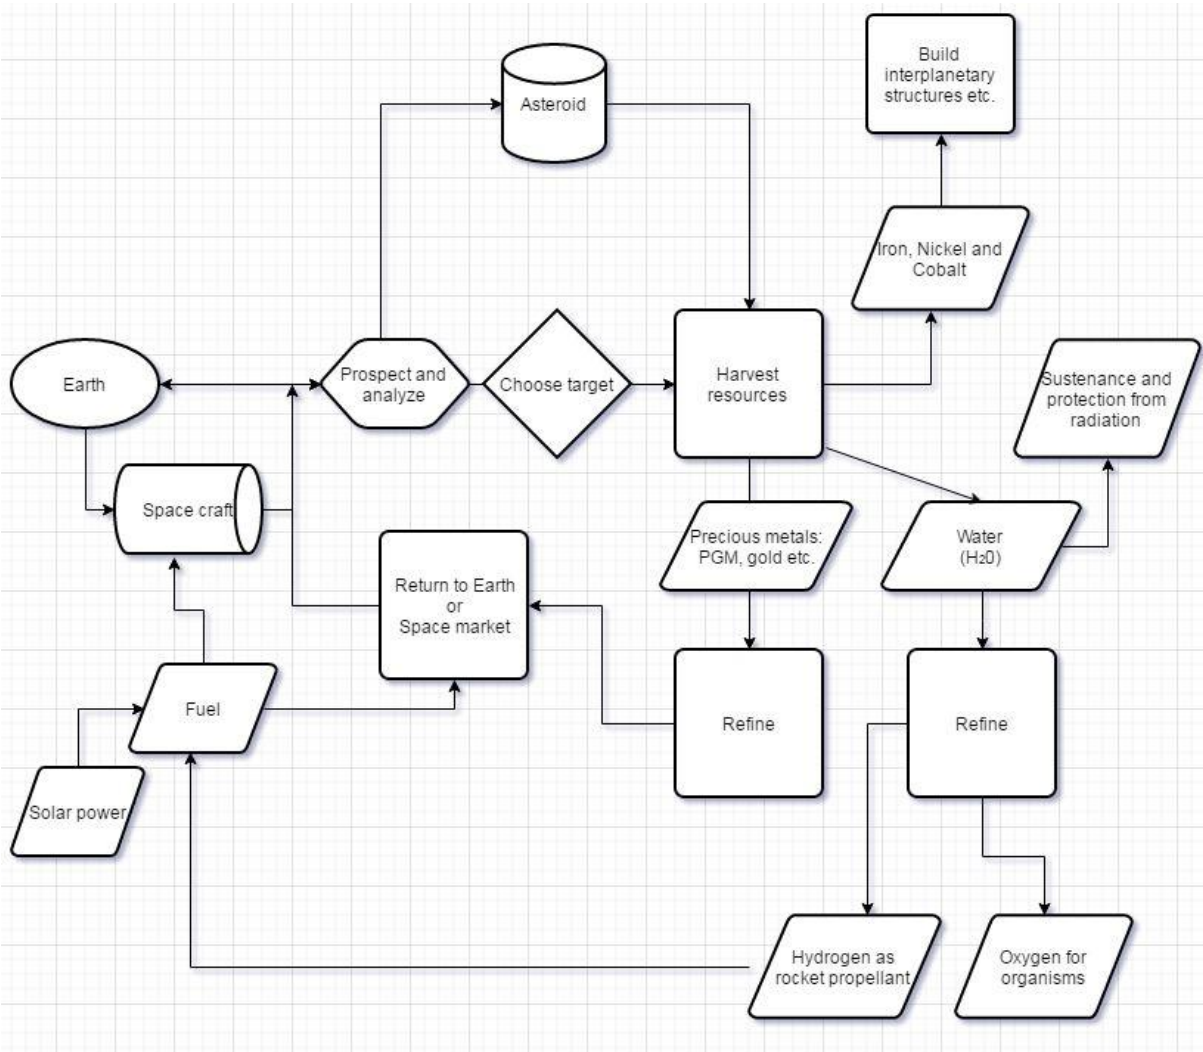 Build
interplanetary
structures etc.
Asteroid
Iron, Nickel and
Cobalt
Earth
Prospect and
analyze
Choose target
Harvest
resources
Sustenance and
protection from
radiation
Space craft
Precious metals:
PGM, gold etc.
Water
(H₂0)
Return to Earth
or
Space market
Fuel
Refine
Refine
Solar power
Hydrogen as
rocket propellant
Oxygen for
organisms